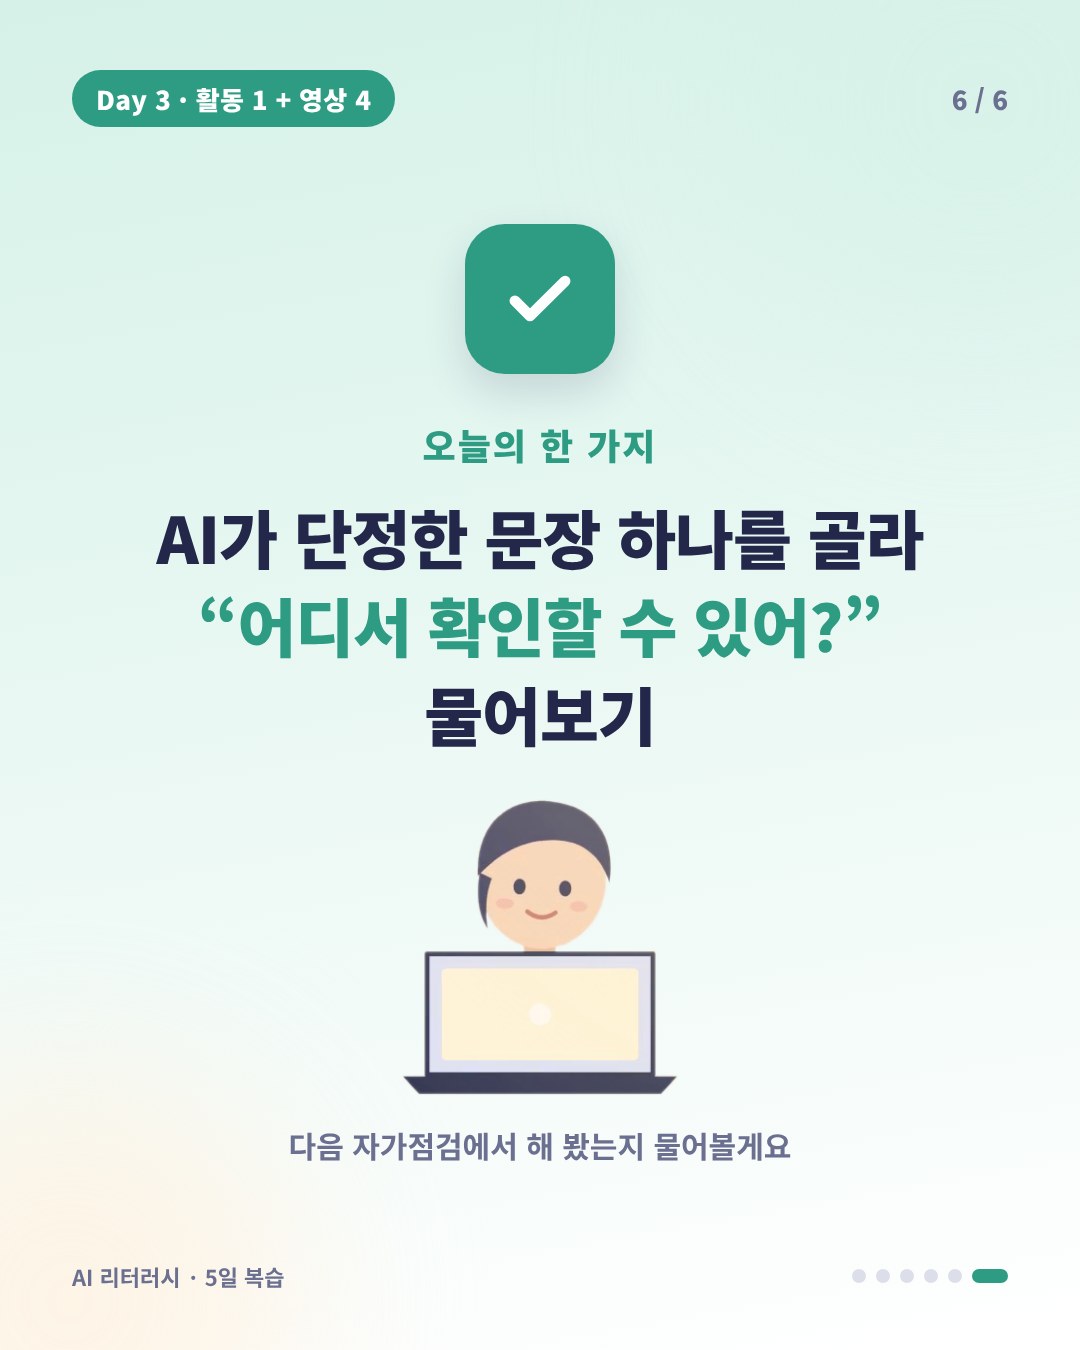 Day 3 · 활동 1 + 영상 4
6 / 6
오늘의 한 가지
AI가 단정한 문장 하나를 골라
“어디서 확인할 수 있어?”
물어보기
다음 자가점검에서 해 봤는지 물어볼게요
AI 리터러시 · 5일 복습